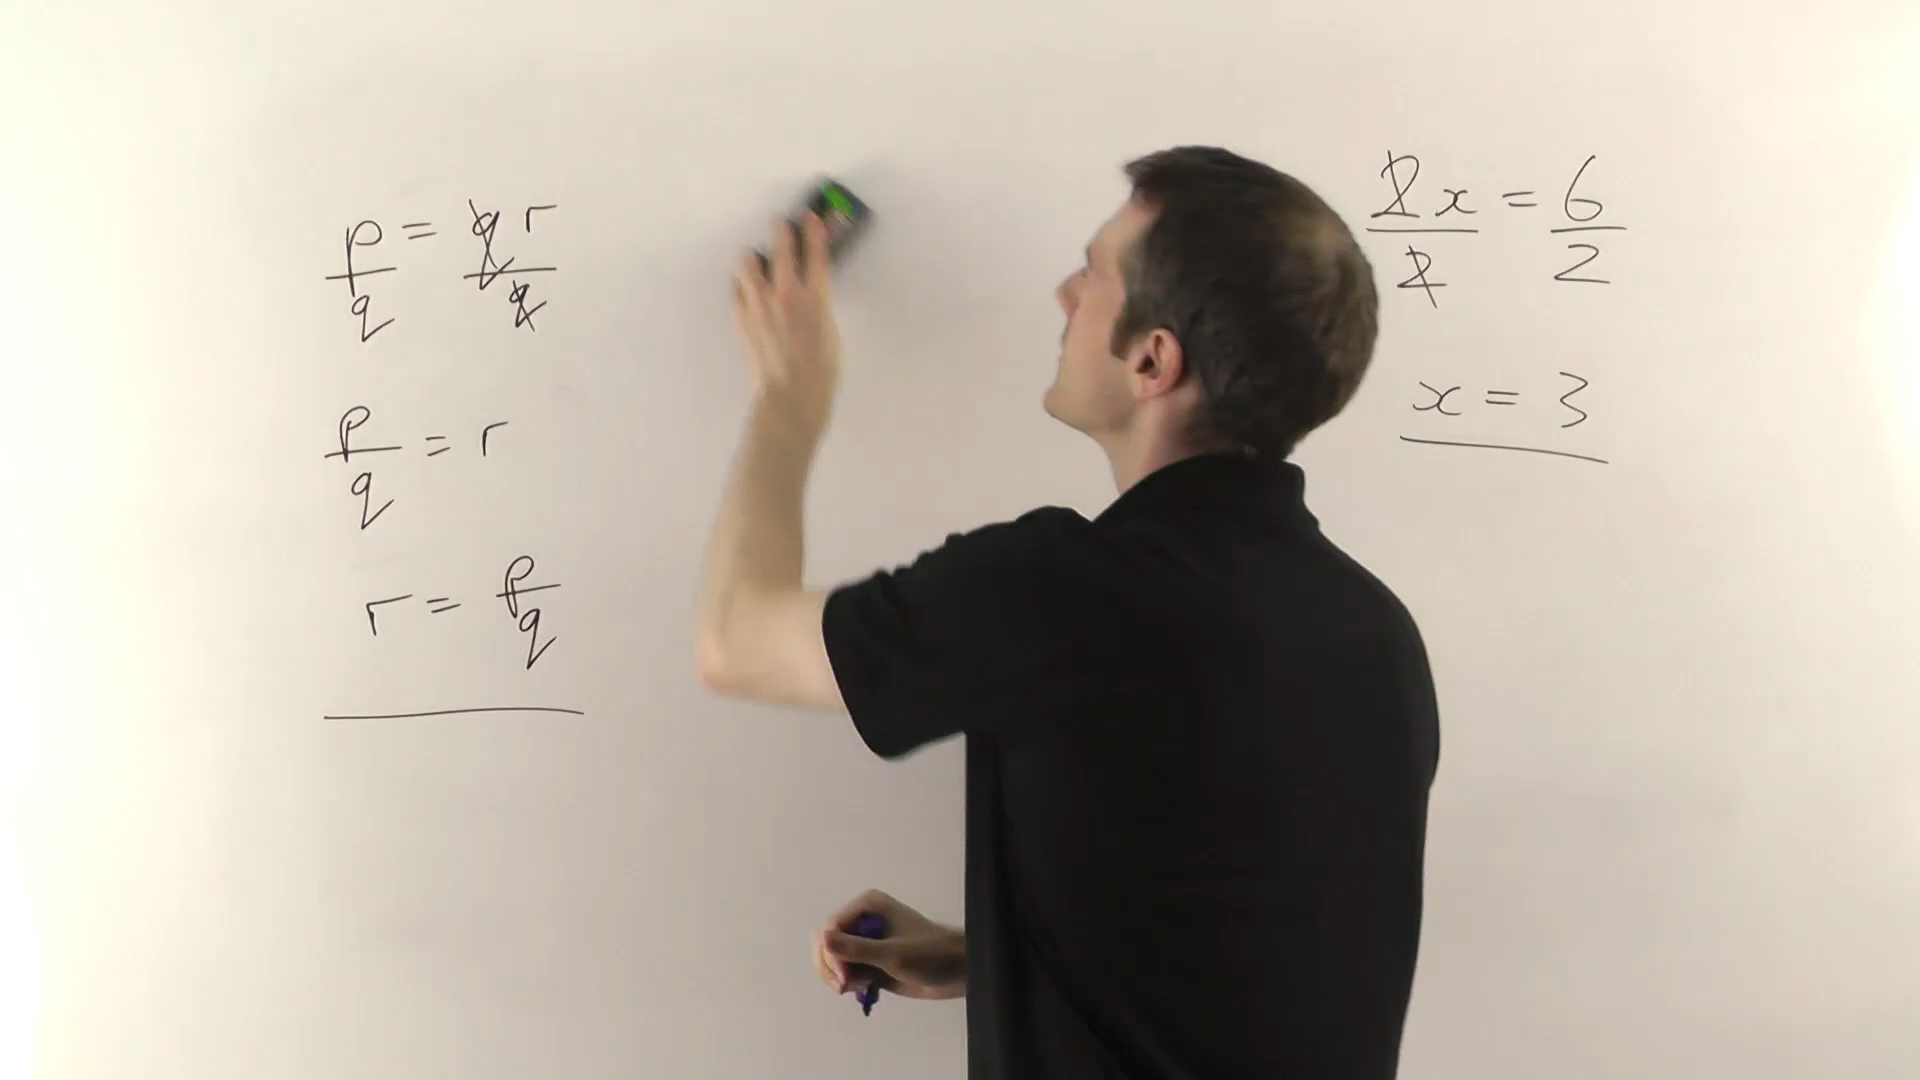 p/q = qr/q
p/q = r
r = p/q
2x/2 = 6/2
x = 3